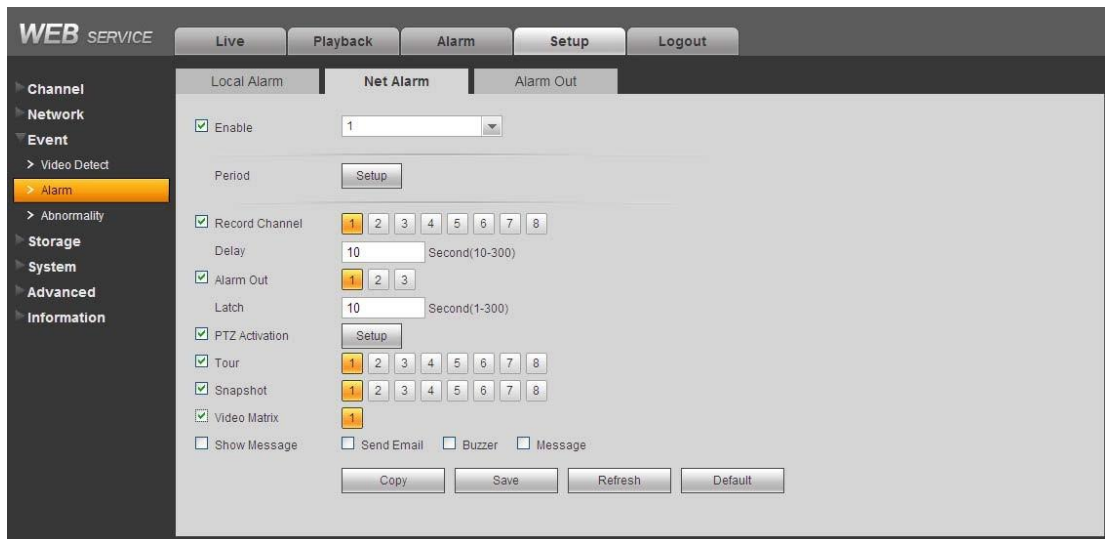 WEB SERVICE
Live Playback Alarm Setup Logout
Channel
Network
Event
> Video Detect
> Alarm
> Abnormality
Storage
System
Advanced
Information
Local Alarm Net Alarm Alarm Out
Enable 1
Period Setup
Record Channel 1 2 3 4 5 6 7 8
Delay 10 Second(10-300)
Alarm Out 1 2 3
Latch 10 Second(1-300)
PTZ Activation Setup
Tour 1 2 3 4 5 6 7 8
Snapshot 1 2 3 4 5 6 7 8
Video Matrix 1
Show Message Send Email Buzzer Message
Copy Save Refresh Default